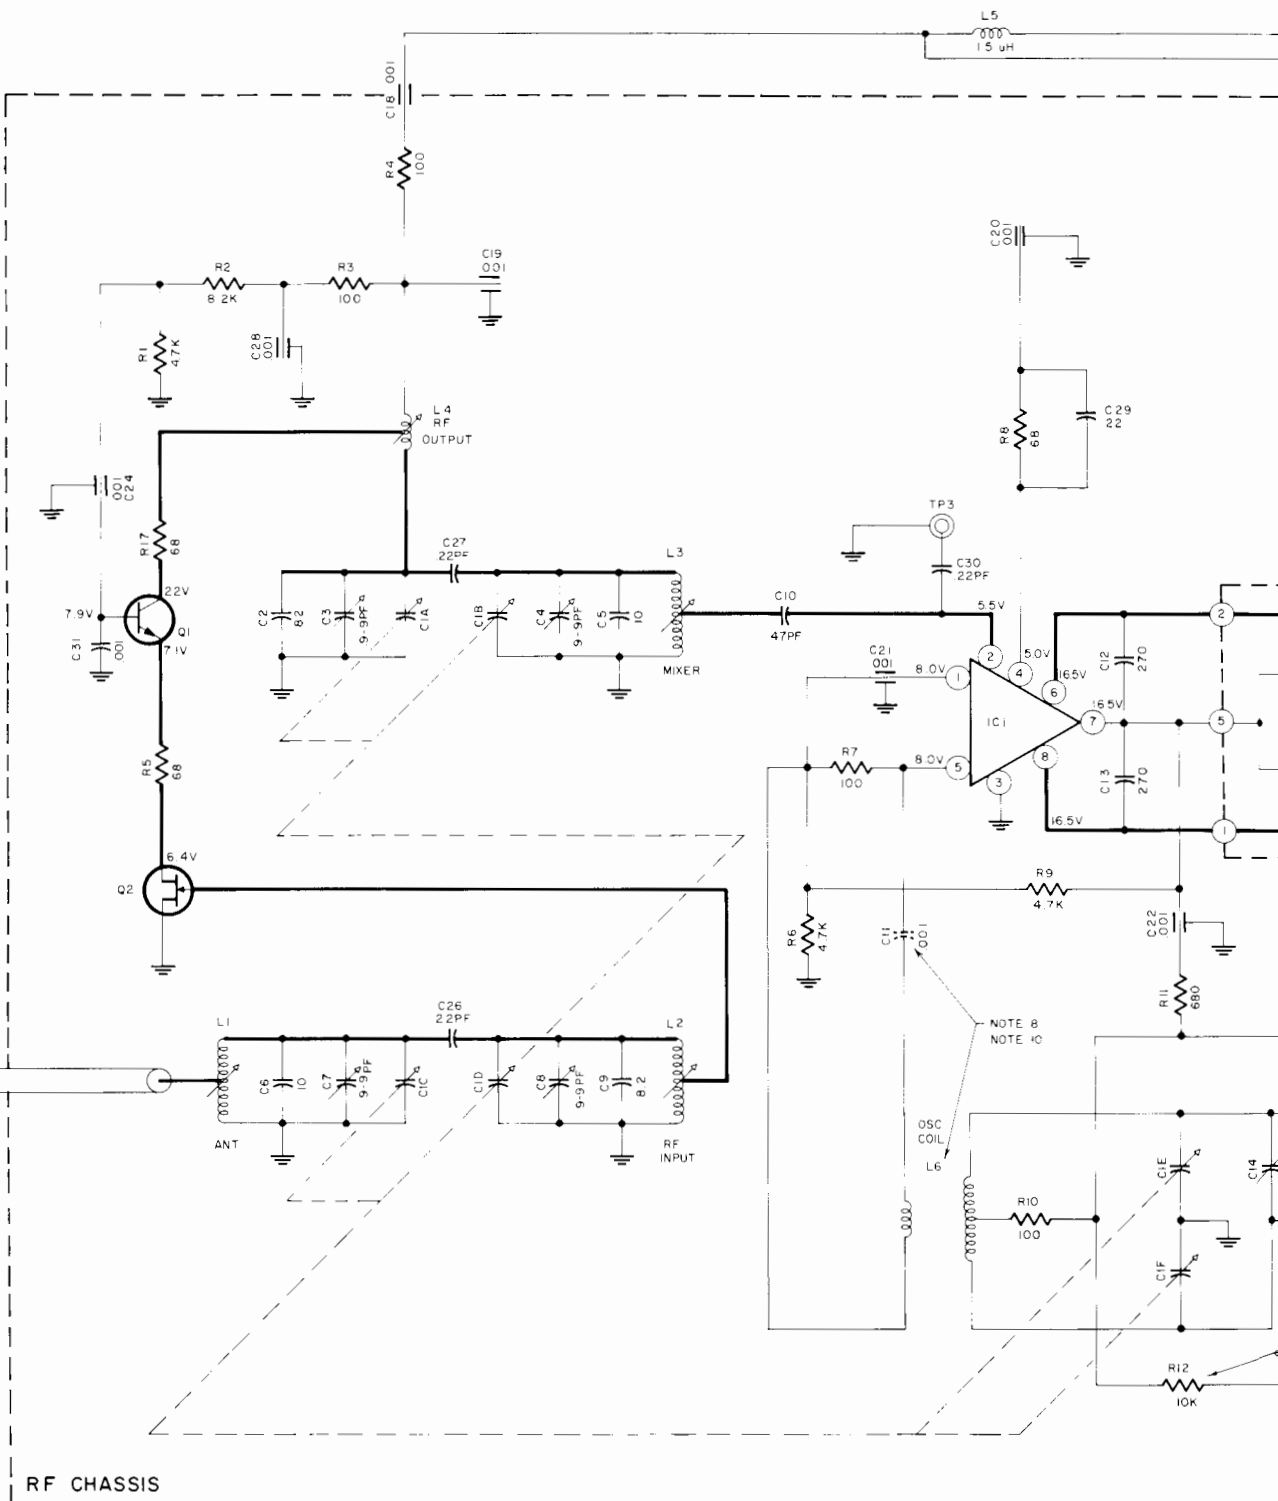 L5
1.5 uH
C18 .001
R4
100
C20
.001
R2
8.2K
R3
100
C19
.001
R1
47K
C28
.001
L4
RF
OUTPUT
R8
68
C29
22
.001
C24
TP3
R17
68
C27
.22PF
L3
C30
.22PF
22V
7.9V
Q1
7.1V
C31
.001
C2
8.2
C3
.9-9PF
C1A
C1B
C4
.9-9PF
C5
10
MIXER
C10
47PF
5.5V
2
C21
.001
8.0V
1
5.0V
4
16.5V
6
C12
270
2
IC1
16.5V
7
5
R5
68
R7
100
8.0V
5
3
8
C13
270
16.5V
1
6.4V
Q2
R9
4.7K
R6
4.7K
C11
.001
C22
.001
R11
680
NOTE 8
NOTE 10
L1
C26
.22PF
L2
C6
10
C7
.9-9PF
C1C
C1D
C8
.9-9PF
C9
8.2
ANT
RF
INPUT
OSC
COIL
L6
R10
100
C1E
C14
C1F
R12
10K
RF CHASSIS